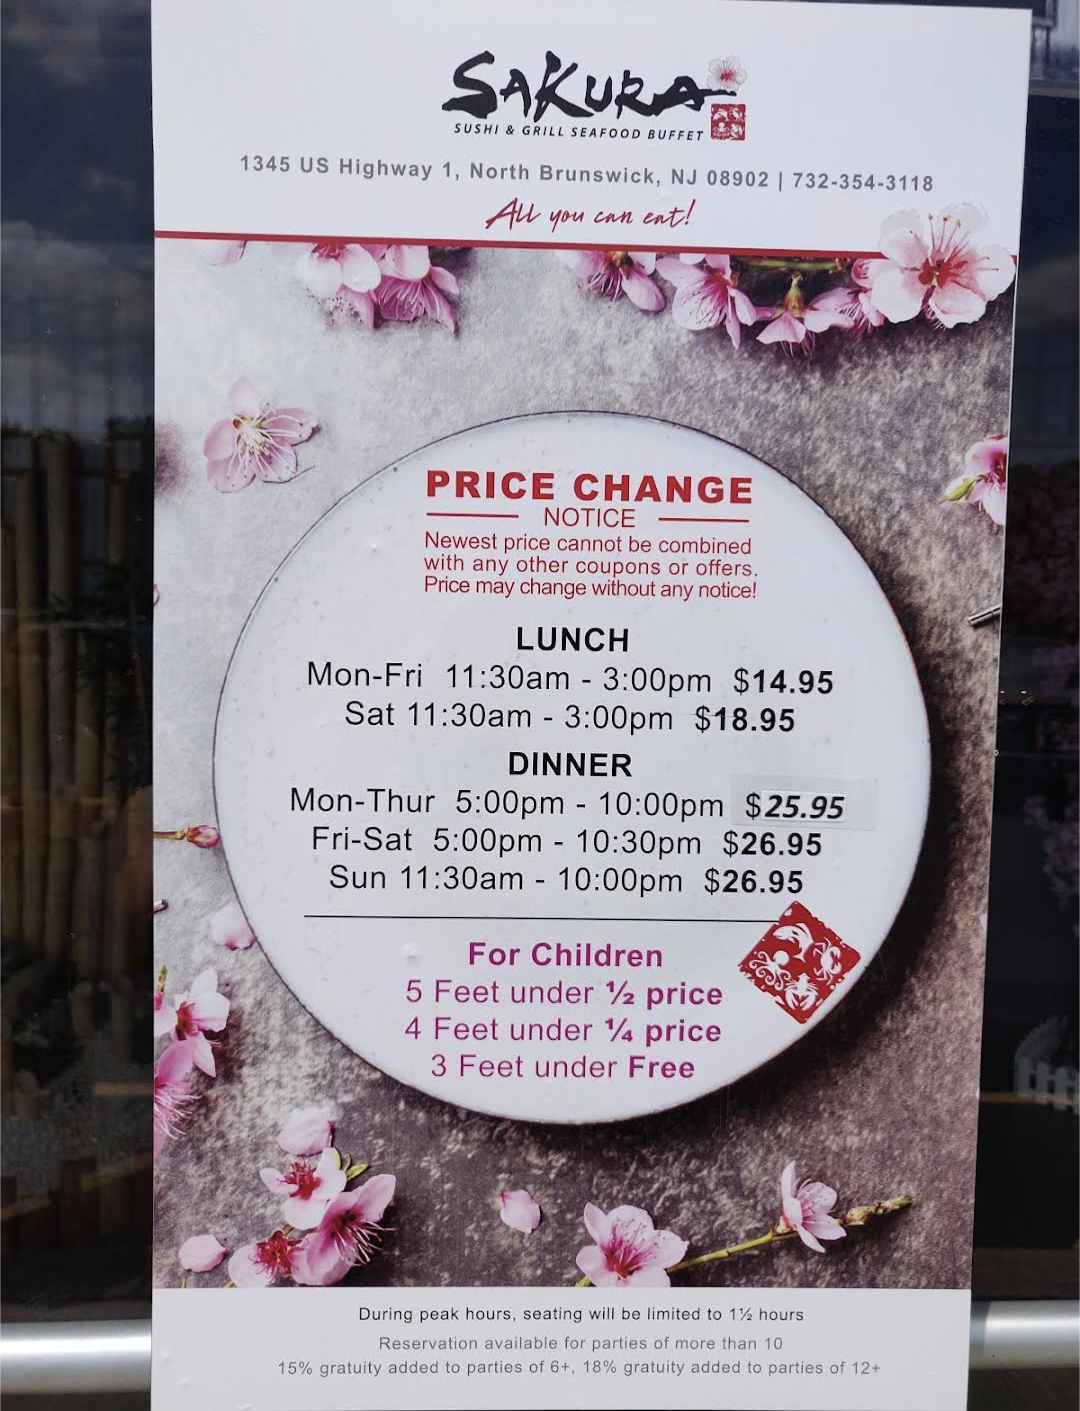 SAKURA
SUSHI & GRILL SEAFOOD BUFFET
1345 US Highway 1, North Brunswick, NJ 08902 | 732-354-3118
All you can eat!
PRICE CHANGE
NOTICE
Newest price cannot be combined
with any other coupons or offers.
Price may change without any notice!
LUNCH
Mon-Fri 11:30am - 3:00pm $14.95
Sat 11:30am - 3:00pm $18.95
DINNER
Mon-Thur 5:00pm - 10:00pm $25.95
Fri-Sat 5:00pm - 10:30pm $26.95
Sun 11:30am - 10:00pm $26.95
For Children
5 Feet under ½ price
4 Feet under ¼ price
3 Feet under Free
During peak hours, seating will be limited to 1½ hours
Reservation available for parties of more than 10
15% gratuity added to parties of 6+, 18% gratuity added to parties of 12+